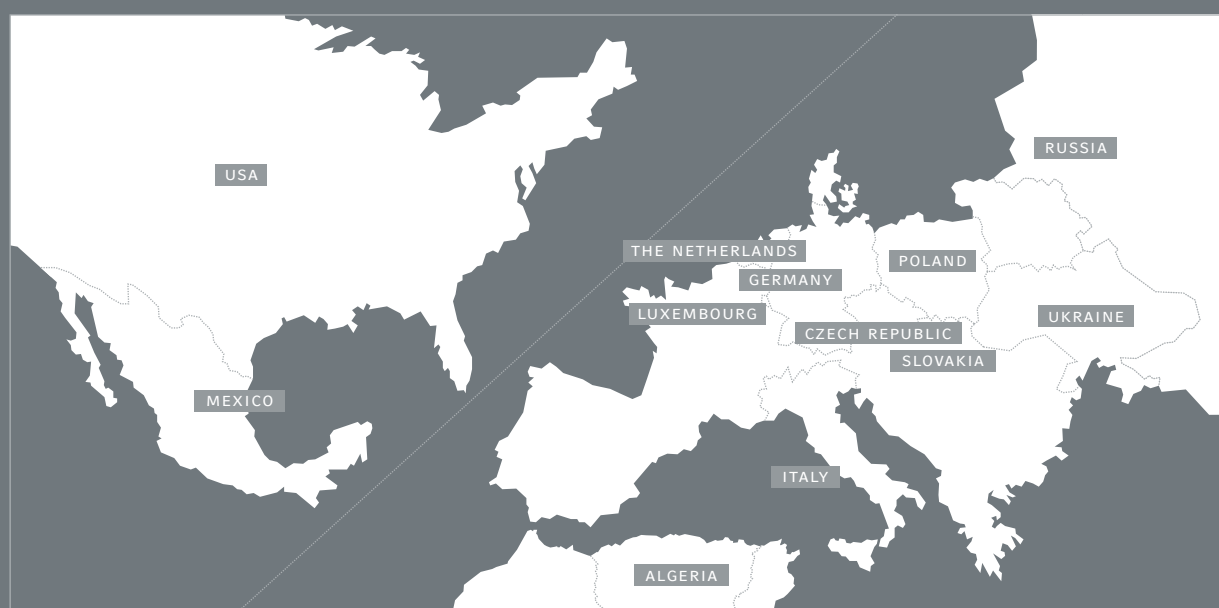 RUSSIA
USA
THE NETHERLANDS
POLAND
GERMANY
LUXEMBOURG
UKRAINE
CZECH REPUBLIC
SLOVAKIA
MEXICO
ITALY
ALGERIA